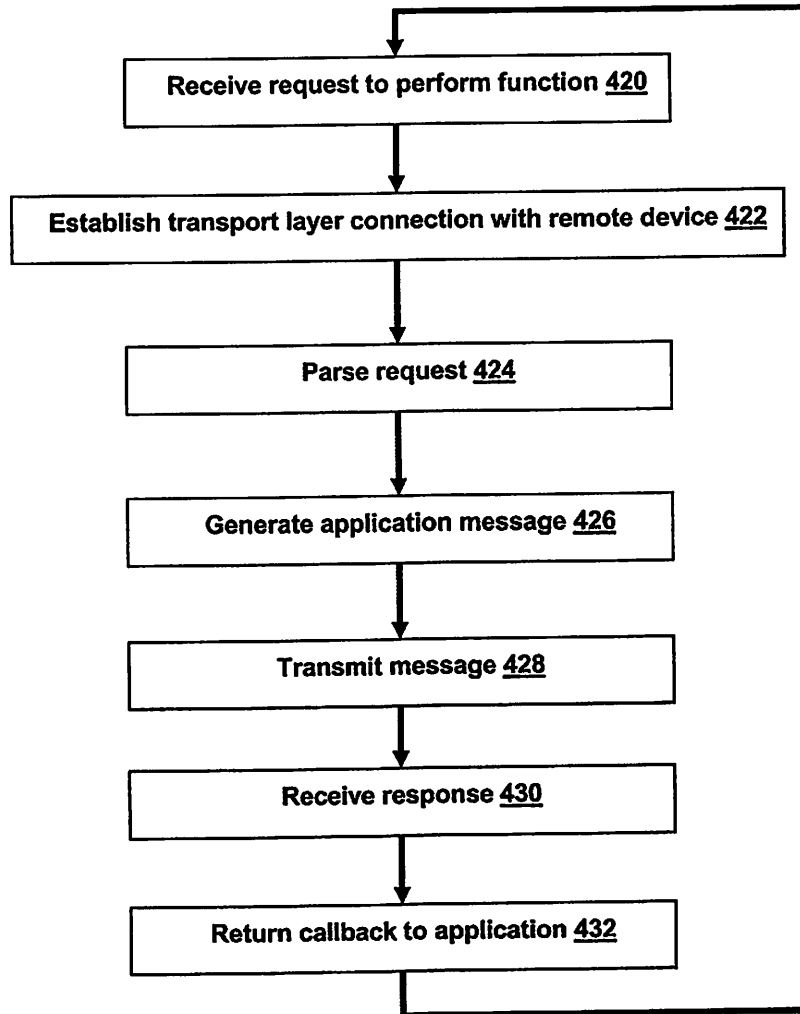 Receive request to perform function 420
Establish transport layer connection with remote device 422
Parse request 424
Generate application message 426
Transmit message 428
Receive response 430
Return callback to application 432